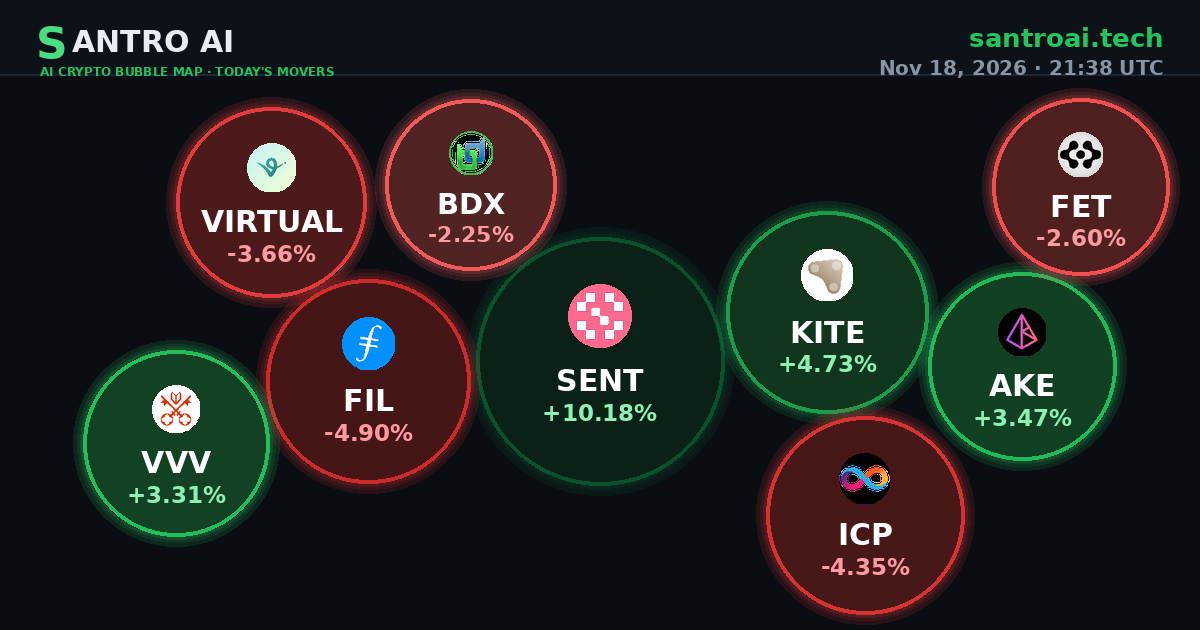 SANTRO AI
AI CRYPTO BUBBLE MAP · TODAY'S MOVERS
santroai.tech
Nov 18, 2026 · 21:38 UTC
VIRTUAL
-3.66%
BDX
-2.25%
FET
-2.60%
KITE
+4.73%
SENT
+10.18%
FIL
-4.90%
AKE
+3.47%
VVV
+3.31%
ICP
-4.35%